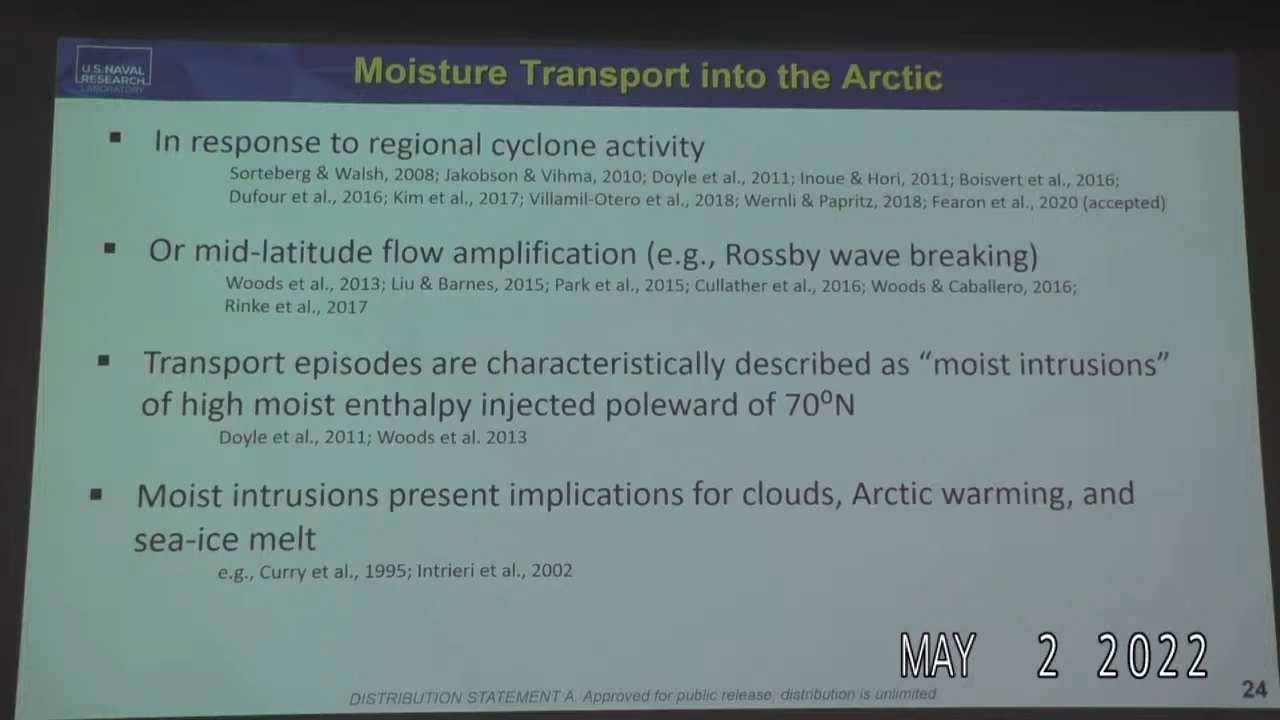 U.S. NAVAL
RESEARCH
LABORATORY
Moisture Transport into the Arctic
▪ In response to regional cyclone activity
Sorteberg & Walsh, 2008; Jakobson & Vihma, 2010; Doyle et al., 2011; Inoue & Hori, 2011; Boisvert et al., 2016;
Dufour et al., 2016; Kim et al., 2017; Villamil-Otero et al., 2018; Wernli & Papritz, 2018; Fearon et al., 2020 (accepted)
▪ Or mid-latitude flow amplification (e.g., Rossby wave breaking)
Woods et al., 2013; Liu & Barnes, 2015; Park et al., 2015; Cullather et al., 2016; Woods & Caballero, 2016;
Rinke et al., 2017
▪ Transport episodes are characteristically described as “moist intrusions”
of high moist enthalpy injected poleward of 70ºN
Doyle et al., 2011; Woods et al. 2013
▪ Moist intrusions present implications for clouds, Arctic warming, and
sea-ice melt
e.g., Curry et al., 1995; Intrieri et al., 2002
MAY 2 2022
DISTRIBUTION STATEMENT A. Approved for public release, distribution is unlimited
24